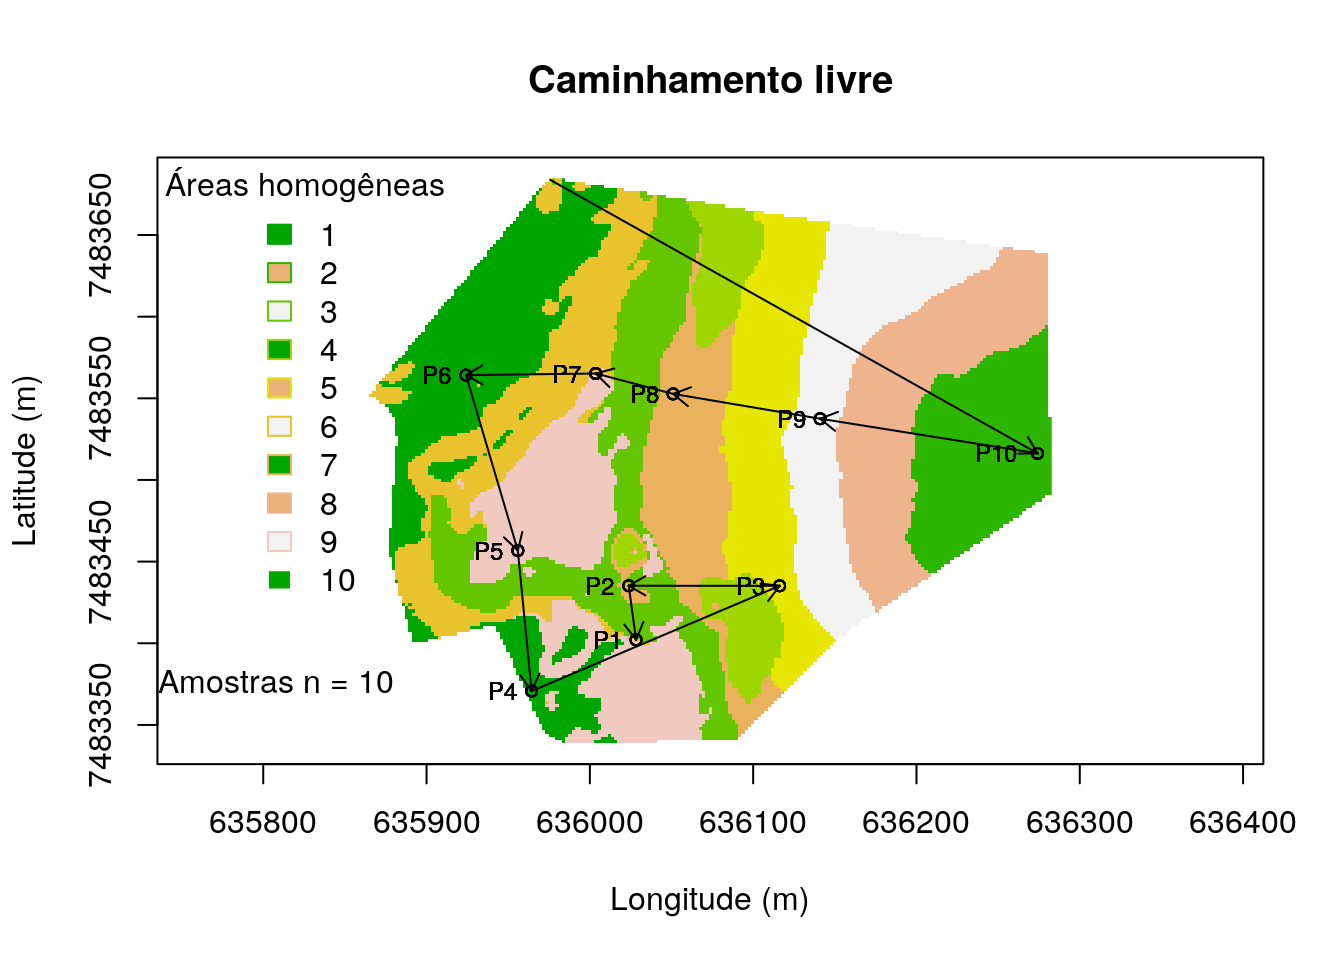 Caminhamento livre
Áreas homogêneas
1
2
3
4
5
6
7
8
9
10
Amostras n = 10
P6
P7
P8
P9
P10
P5
P2
P3
P1
P4
Latitude (m)
7483650
7483550
7483450
7483350
635800
635900
636000
636100
636200
636300
636400
Longitude (m)